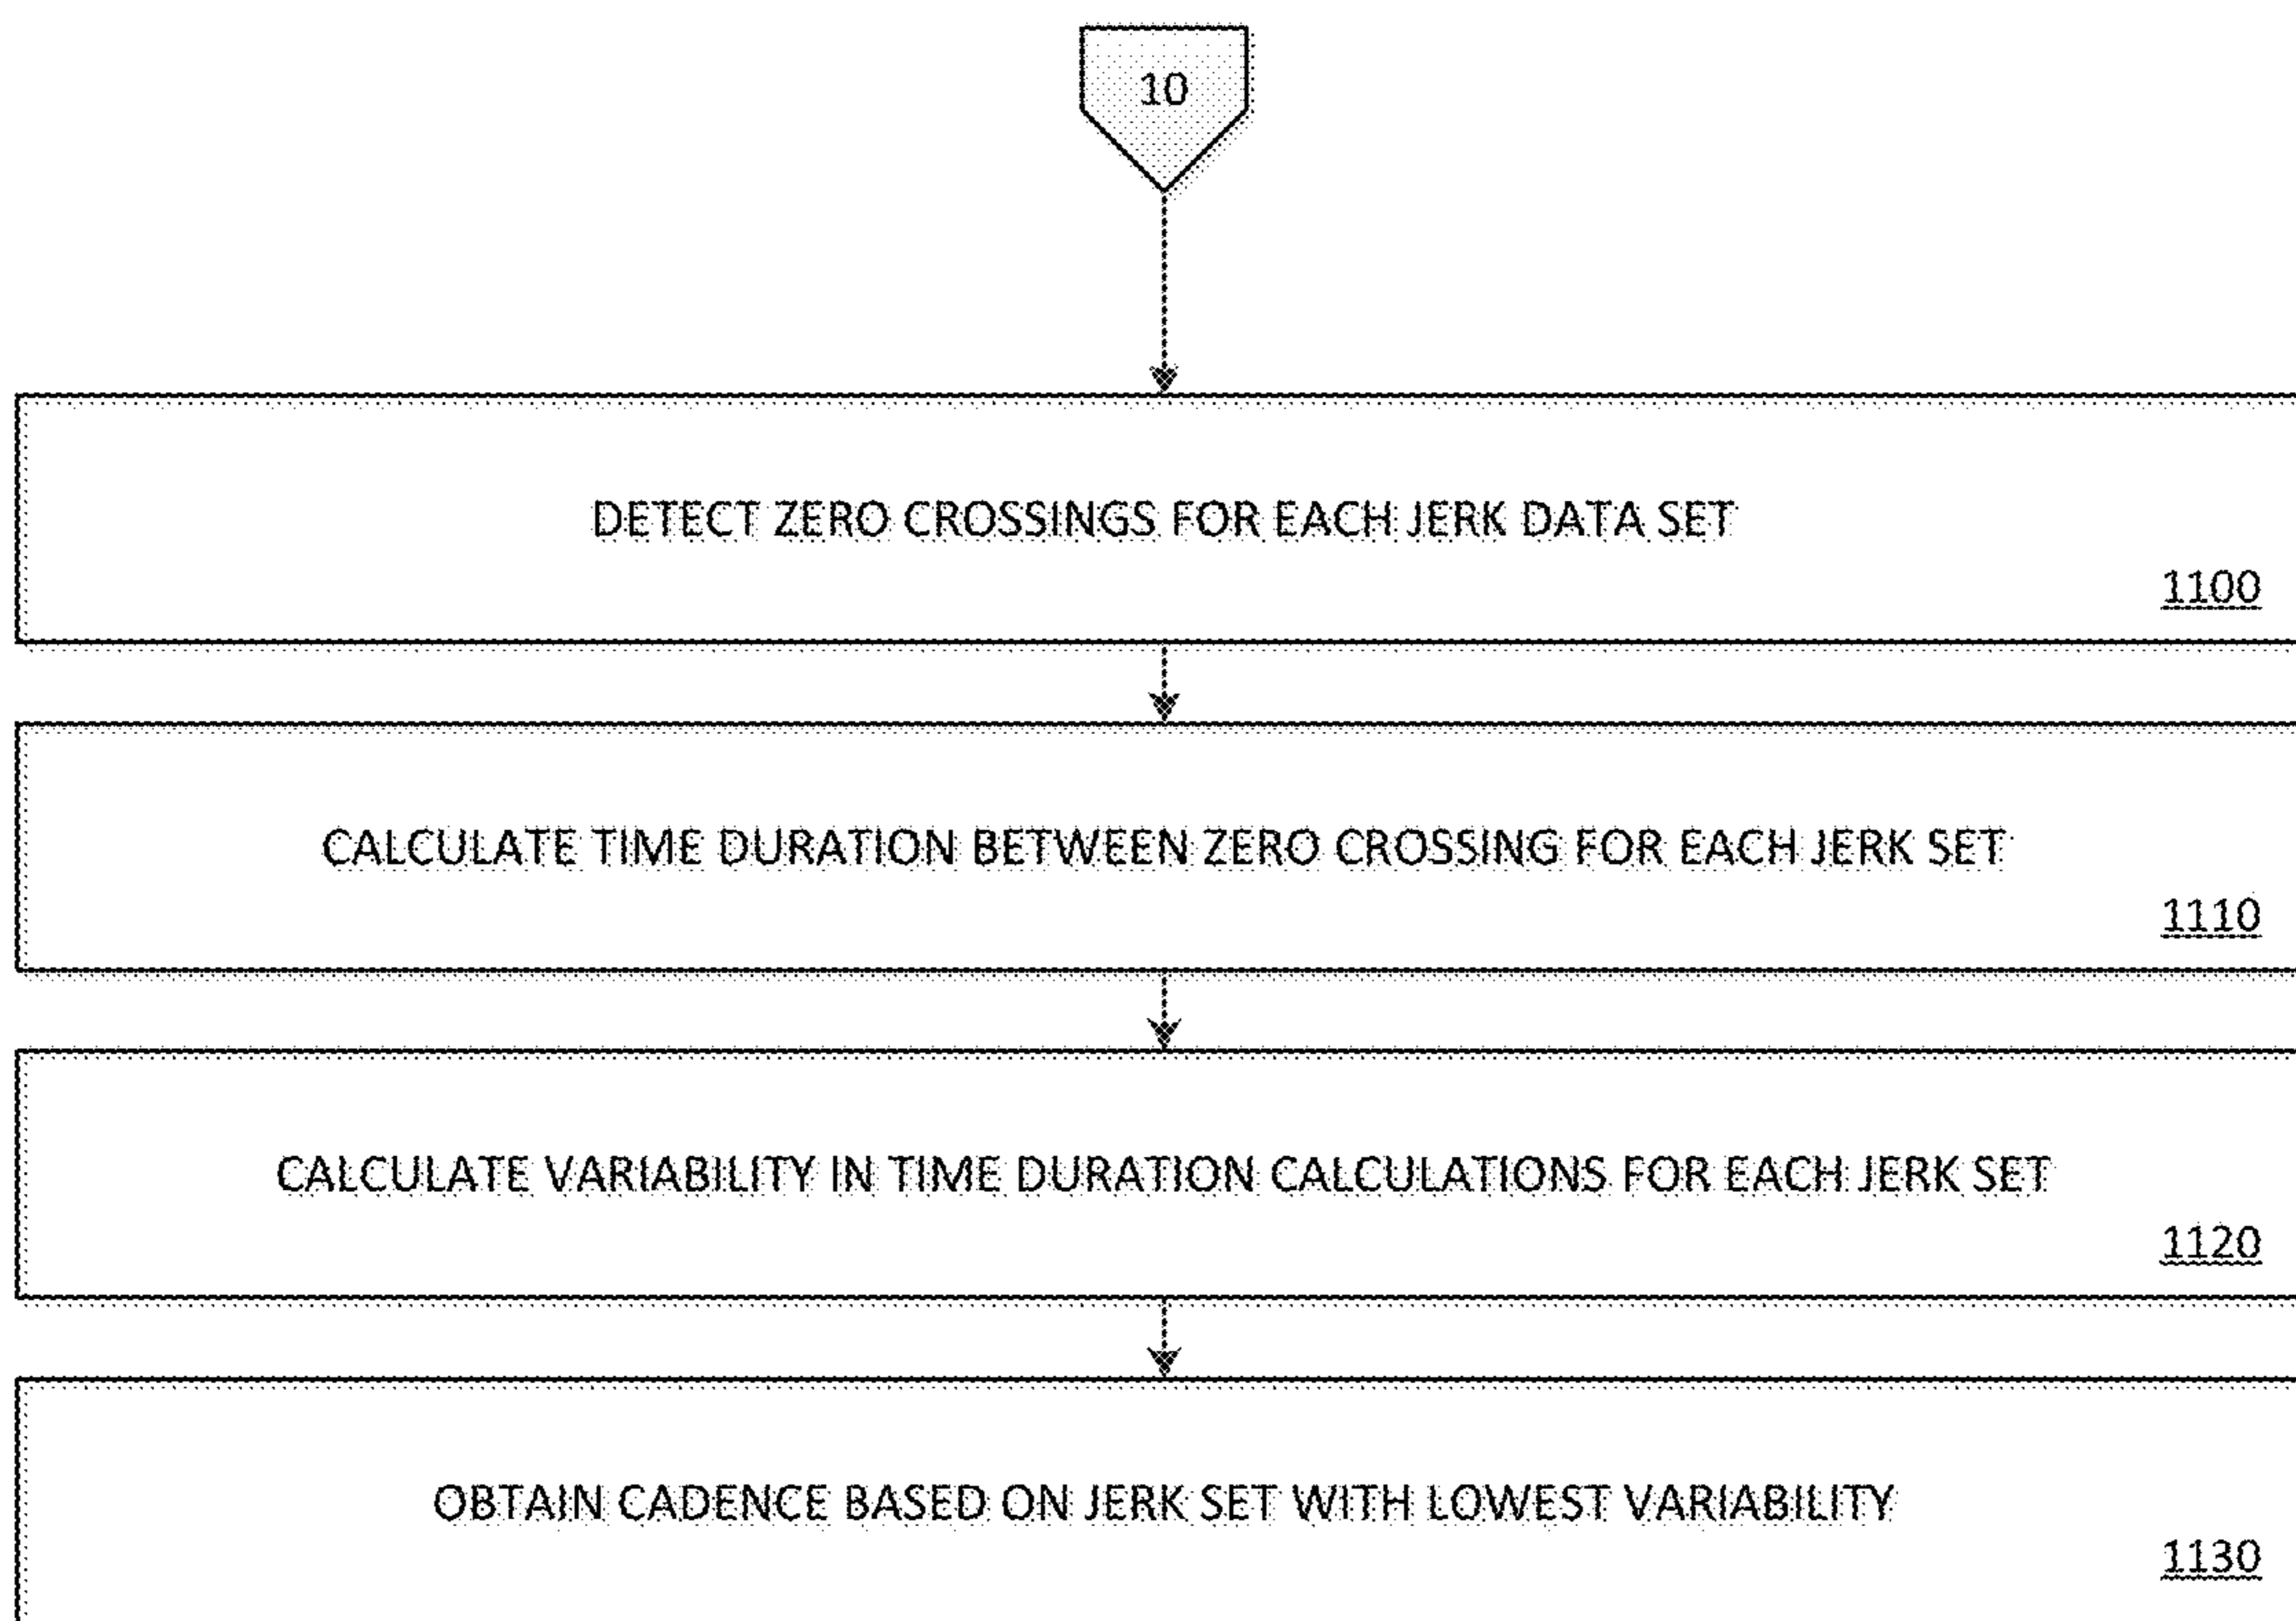 10
DETECT ZERO CROSSINGS FOR EACH JERK DATA SET
1100
CALCULATE TIME DURATION BETWEEN ZERO CROSSING FOR EACH JERK SET
1110
CALCULATE VARIABILITY IN TIME DURATION CALCULATIONS FOR EACH JERK SET
1120
OBTAIN CADENCE BASED ON JERK SET WITH LOWEST VARIABILITY
1130